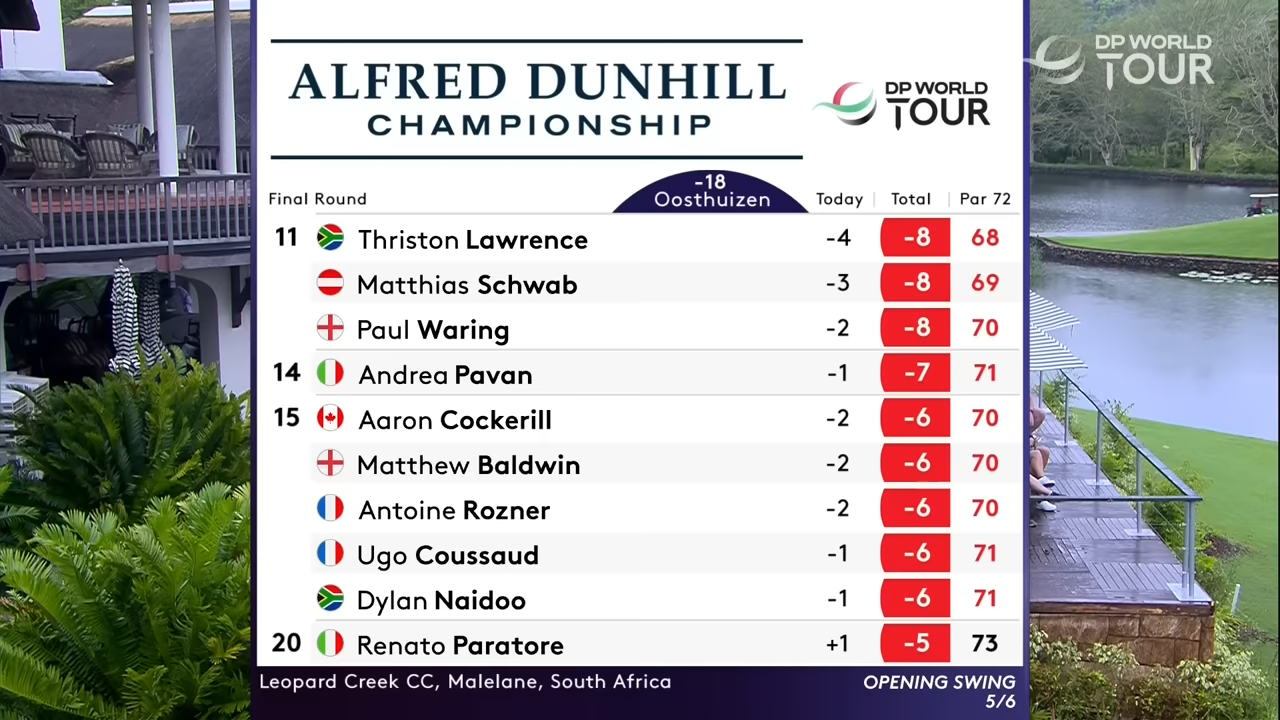 DP WORLD
TOUR
ALFRED DUNHILL
CHAMPIONSHIP
DP WORLD
TOUR
-18
Oosthuizen
Final Round Today Total Par 72
11 Thriston Lawrence -4 -8 68
Matthias Schwab -3 -8 69
Paul Waring -2 -8 70
14 Andrea Pavan -1 -7 71
15 Aaron Cockerill -2 -6 70
Matthew Baldwin -2 -6 70
Antoine Rozner -2 -6 70
Ugo Coussaud -1 -6 71
Dylan Naidoo -1 -6 71
20 Renato Paratore +1 -5 73
Leopard Creek CC, Malelane, South Africa OPENING SWING
5/6